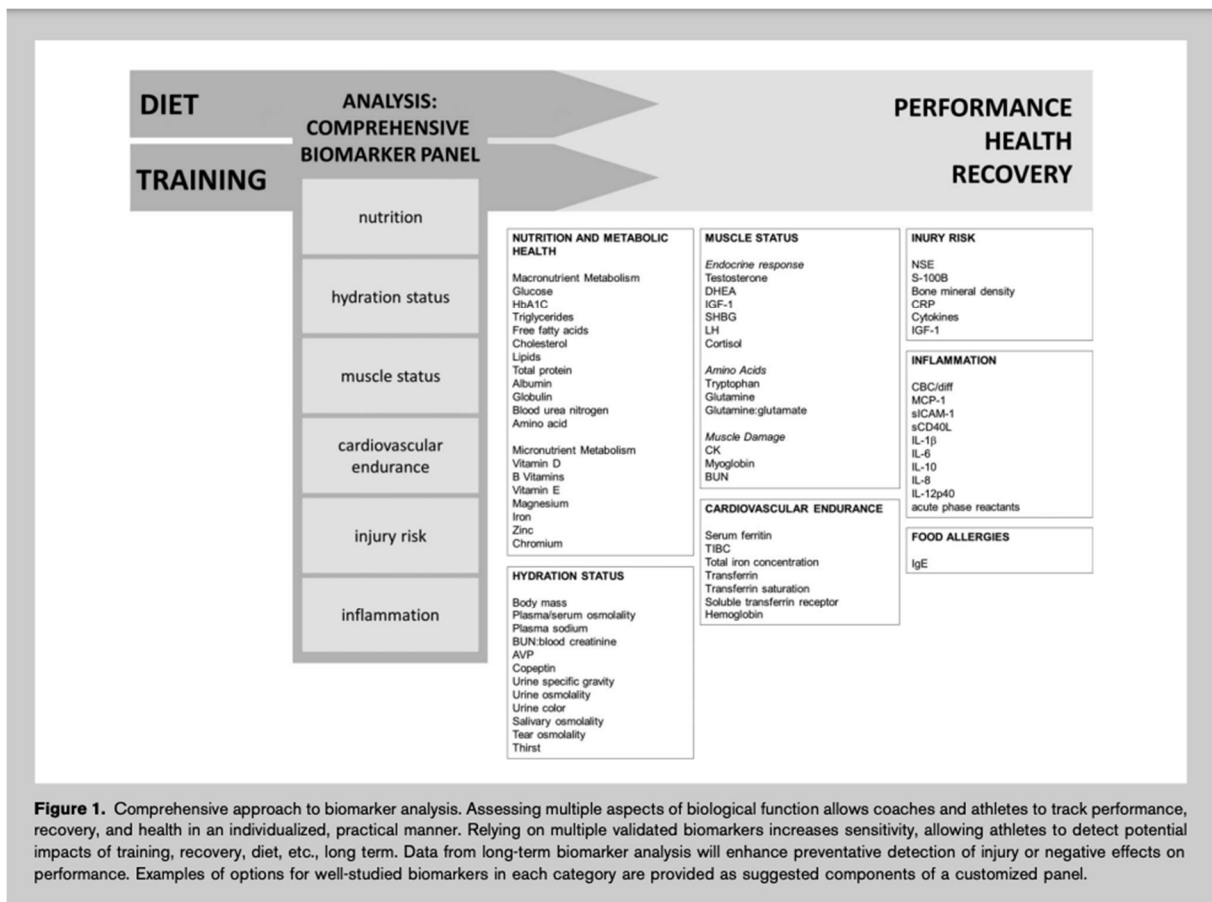 DIET
TRAINING
ANALYSIS:
COMPREHENSIVE
BIOMARKER PANEL
nutrition
hydration status
muscle status
cardiovascular
endurance
injury risk
inflammation
PERFORMANCE
HEALTH
RECOVERY
NUTRITION AND METABOLIC
HEALTH
Macronutrient Metabolism
Glucose
HbA1C
Triglycerides
Free fatty acids
Cholesterol
Lipids
Total protein
Albumin
Globulin
Blood urea nitrogen
Amino acid
Micronutrient Metabolism
Vitamin D
B Vitamins
Vitamin E
Magnesium
Iron
Zinc
Chromium
HYDRATION STATUS
Body mass
Plasma/serum osmolality
Plasma sodium
BUN:blood creatinine
AVP
Copeptin
Urine specific gravity
Urine osmolality
Urine color
Salivary osmolality
Tear osmolality
Thirst
MUSCLE STATUS
Endocrine response
Testosterone
DHEA
IGF-1
SHBG
LH
Cortisol
Amino Acids
Tryptophan
Glutamine
Glutamine:glutamate
Muscle Damage
CK
Myoglobin
BUN
CARDIOVASCULAR ENDURANCE
Serum ferritin
TIBC
Total iron concentration
Transferrin
Transferrin saturation
Soluble transferrin receptor
Hemoglobin
INURY RISK
NSE
S-100B
Bone mineral density
CRP
Cytokines
IGF-1
INFLAMMATION
CBC/diff
MCP-1
sICAM-1
sCD40L
IL-1β
IL-6
IL-10
IL-8
IL-12p40
acute phase reactants
FOOD ALLERGIES
IgE
Figure 1. Comprehensive approach to biomarker analysis. Assessing multiple aspects of biological function allows coaches and athletes to track performance,
recovery, and health in an individualized, practical manner. Relying on multiple validated biomarkers increases sensitivity, allowing athletes to detect potential
impacts of training, recovery, diet, etc., long term. Data from long-term biomarker analysis will enhance preventative detection of injury or negative effects on
performance. Examples of options for well-studied biomarkers in each category are provided as suggested components of a customized panel.